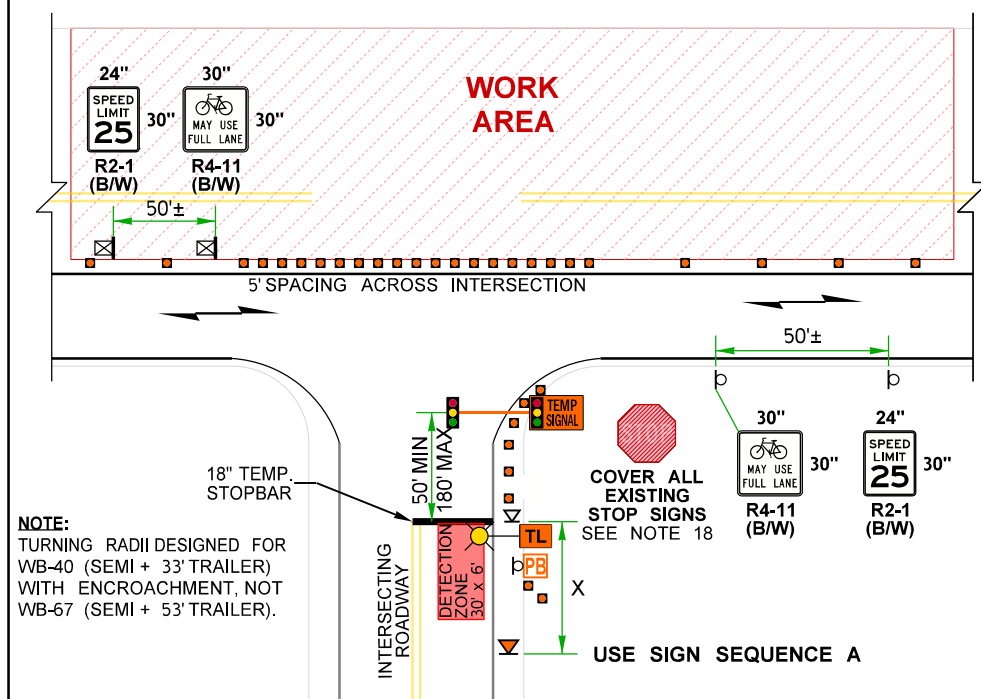 WORK
AREA
24"
SPEED
LIMIT
25
30"
R2-1
(B/W)
30"
MAY USE
FULL LANE
30"
R4-11
(B/W)
50'±
5' SPACING ACROSS INTERSECTION
50'±
TEMP
SIGNAL
50' MIN
180' MAX
18" TEMP.
STOPBAR
STOP
COVER ALL
EXISTING
STOP SIGNS
SEE NOTE 18
30"
MAY USE
FULL LANE
30"
R4-11
(B/W)
24"
SPEED
LIMIT
25
30"
R2-1
(B/W)
NOTE:
TURNING RADII DESIGNED FOR
WB-40 (SEMI + 33' TRAILER)
WITH ENCROACHMENT, NOT
WB-67 (SEMI + 53' TRAILER).
INTERSECTING
ROADWAY
DETECTION
ZONE
30' x 6'
TL
PB
X
USE SIGN SEQUENCE A